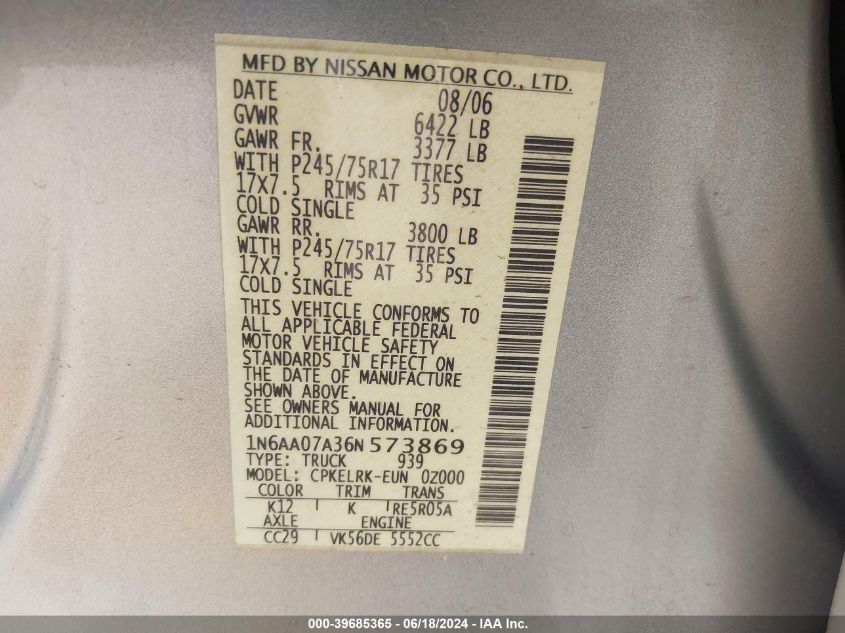 MFD BY NISSAN MOTOR CO., LTD.
DATE 08/06
GVWR 6422 LB
GAWR FR. 3377 LB
WITH P245/75R17 TIRES
17X7.5 RIMS AT 35 PSI
COLD SINGLE
GAWR RR. 3800 LB
WITH P245/75R17 TIRES
17X7.5 RIMS AT 35 PSI
COLD SINGLE
THIS VEHICLE CONFORMS TO
ALL APPLICABLE FEDERAL
MOTOR VEHICLE SAFETY
STANDARDS IN EFFECT ON
THE DATE OF MANUFACTURE
SHOWN ABOVE.
SEE OWNERS MANUAL FOR
ADDITIONAL INFORMATION.
1N6AA07A36N573869
TYPE: TRUCK 939
MODEL: CPKELRK-EUN 0Z000
COLOR TRIM TRANS
K12 K RE5R05A
AXLE ENGINE
CC29 VK56DE 5552CC
000-39685365 - 06/18/2024 - IAA Inc.